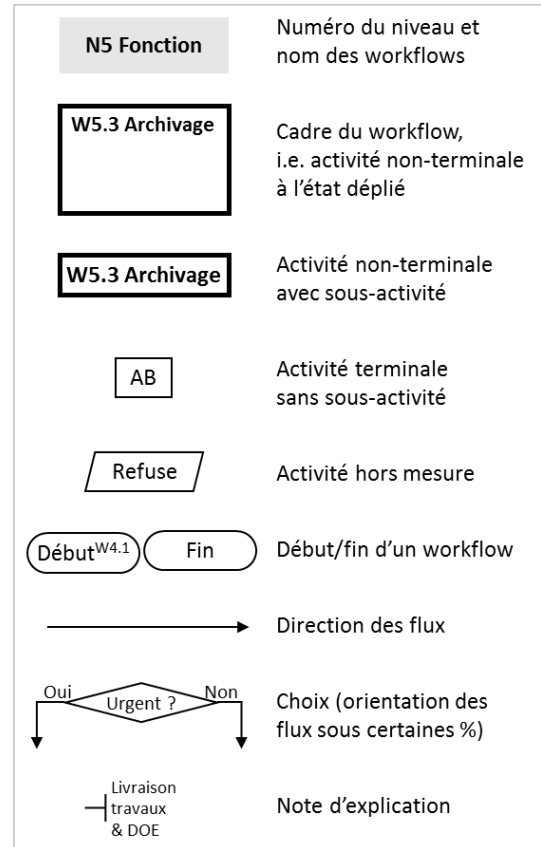 N5 Fonction
Numéro du niveau et
nom des workflows
W5.3 Archivage
Cadre du workflow,
i.e. activité non-terminale
à l'état déplié
W5.3 Archivage
Activité non-terminale
avec sous-activité
AB
Activité terminale
sans sous-activité
Refuse
Activité hors mesure
Début W4.1
Fin
Début/fin d'un workflow
Direction des flux
Oui
Urgent ?
Non
Choix (orientation des
flux sous certaines %)
Livraison
travaux
& DOE
Note d'explication